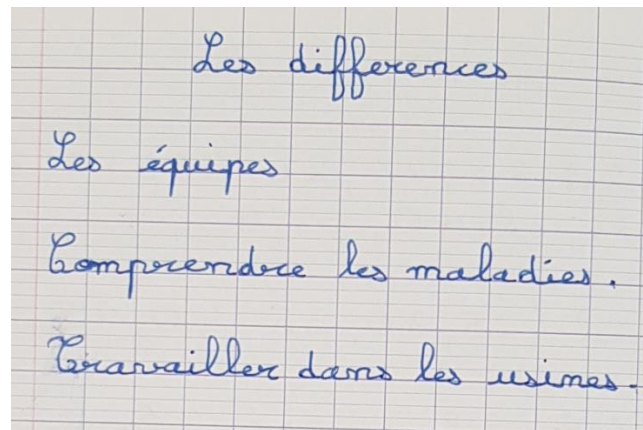 Les differences
Les équipes
Comprendre les maladies.
Travailler dans les usines.